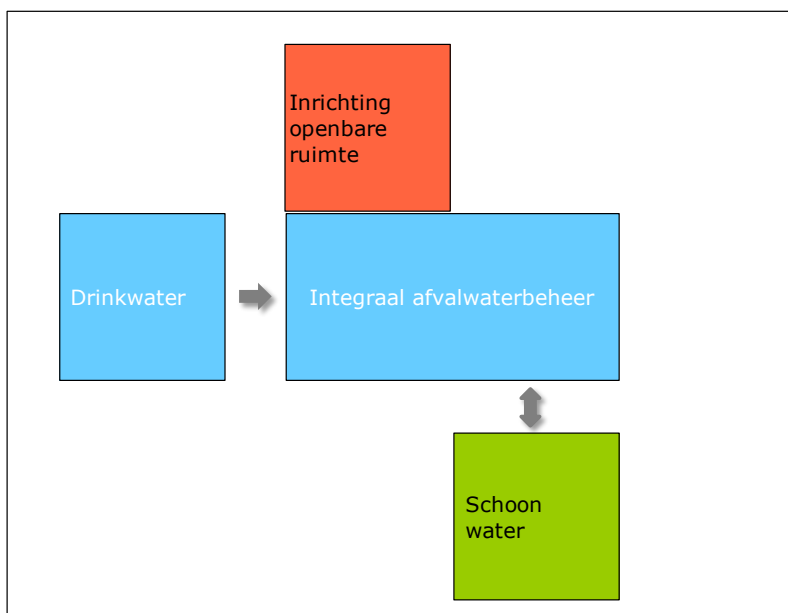 Inrichting
openbare
ruimte
Drinkwater
Integraal afvalwaterbeheer
Schoon
water